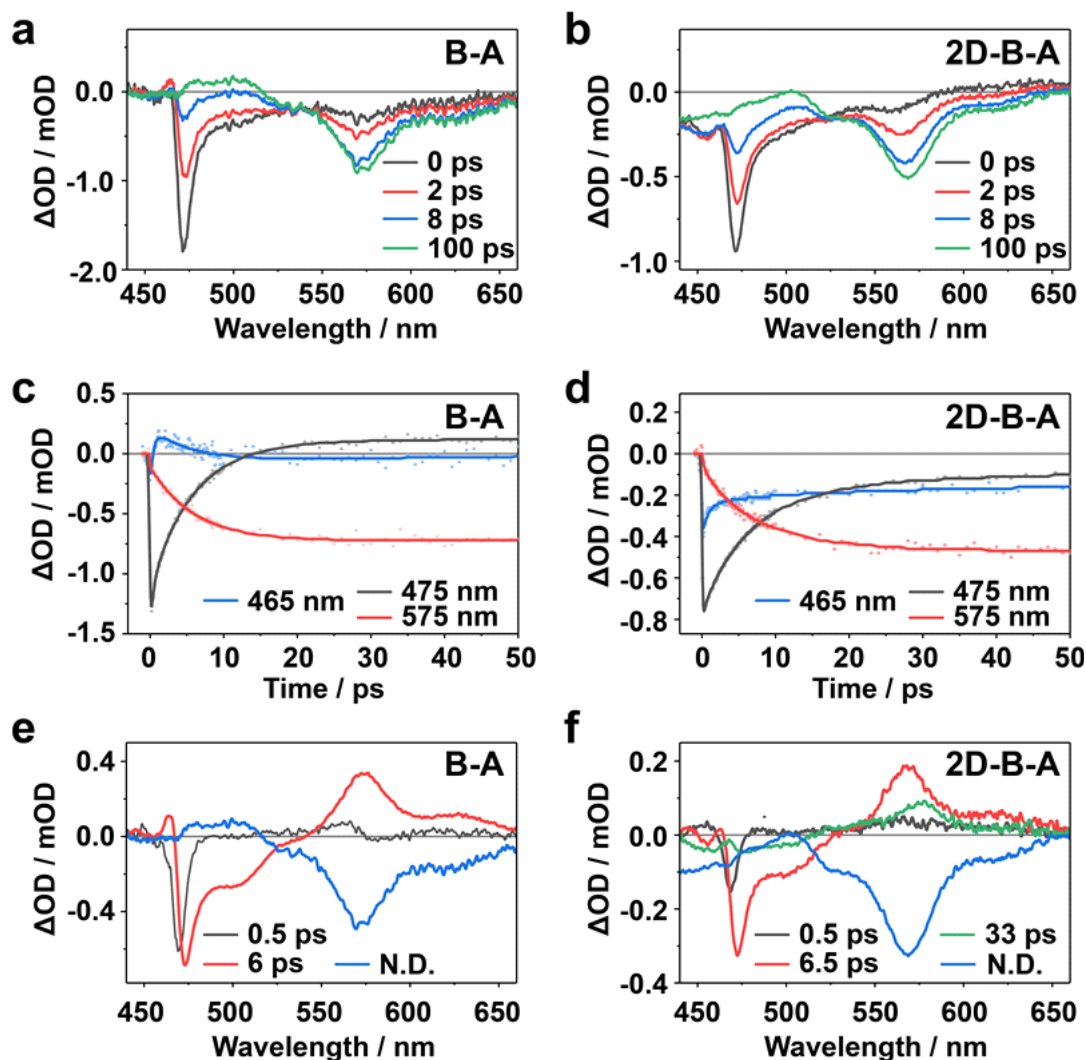 a
B-A
ΔOD / mOD
0.0
-1.0
-2.0
0 ps
2 ps
8 ps
100 ps
450 500 550 600 650
Wavelength / nm
b
2D-B-A
ΔOD / mOD
0.0
-0.5
-1.0
0 ps
2 ps
8 ps
100 ps
450 500 550 600 650
Wavelength / nm
c
B-A
ΔOD / mOD
0.5
0.0
-0.5
-1.0
-1.5
465 nm
475 nm
575 nm
0 10 20 30 40 50
Time / ps
d
2D-B-A
ΔOD / mOD
0.2
0.0
-0.2
-0.4
-0.6
-0.8
465 nm
475 nm
575 nm
0 10 20 30 40 50
Time / ps
e
B-A
ΔOD / mOD
0.4
0.0
-0.4
0.5 ps
6 ps
N.D.
450 500 550 600 650
Wavelength / nm
f
2D-B-A
ΔOD / mOD
0.2
0.0
-0.2
-0.4
0.5 ps
33 ps
6.5 ps
N.D.
450 500 550 600 650
Wavelength / nm